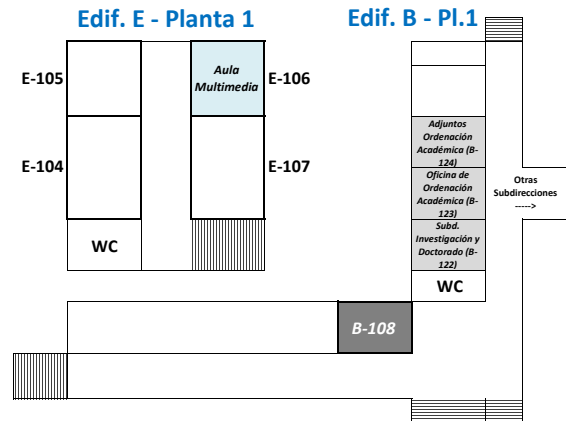 Edif. E - Planta 1
Edif. B - Pl.1
E-105
Aula
Multimedia
E-106
E-104
E-107
WC
Adjuntos
Ordenación
Académica (B-
124)
Oficina de
Ordenación
Académica (B-
123)
Subd.
Investigación y
Doctorado (B-
122)
WC
Otras
Subdirecciones
----->
B-108